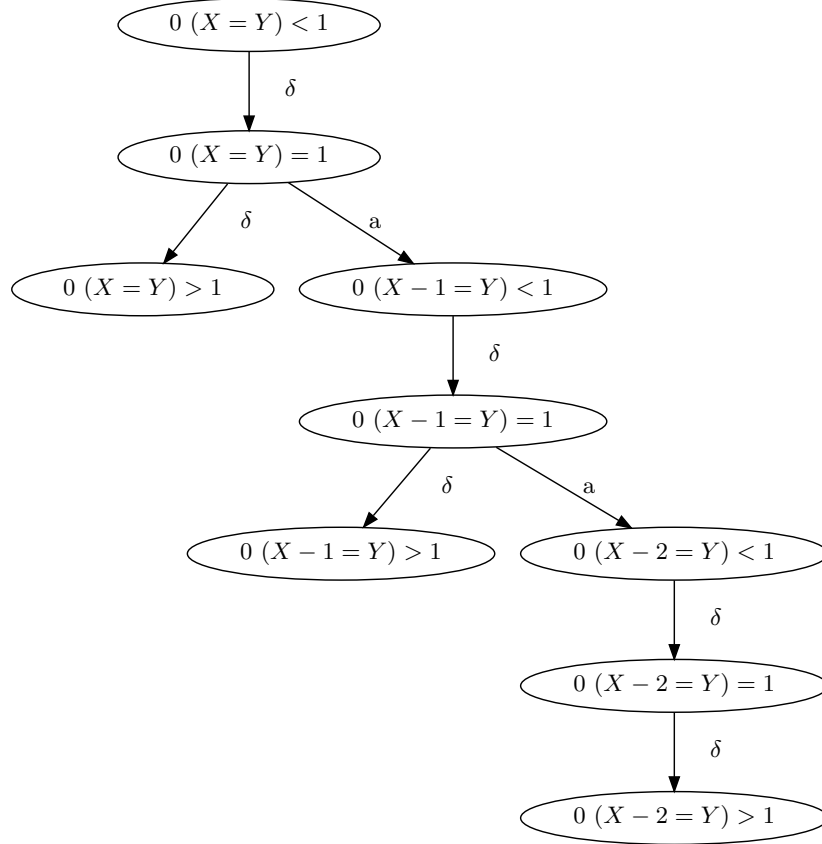 0 (X = Y) < 1
δ
0 (X = Y) = 1
δ
a
0 (X = Y) > 1
0 (X − 1 = Y) < 1
δ
0 (X − 1 = Y) = 1
δ
a
0 (X − 1 = Y) > 1
0 (X − 2 = Y) < 1
δ
0 (X − 2 = Y) = 1
δ
0 (X − 2 = Y) > 1